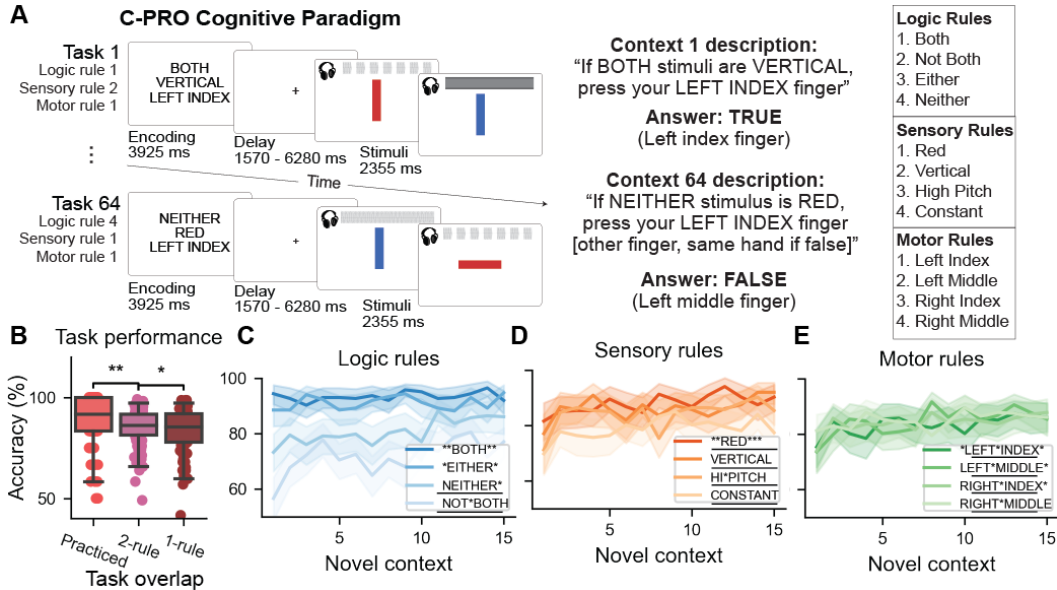 A
C-PRO Cognitive Paradigm
Task 1
Logic rule 1
Sensory rule 2
Motor rule 1
BOTH
VERTICAL
LEFT INDEX
+
Encoding
3925 ms
Delay
1570 - 6280 ms
Stimuli
2355 ms
Time
Task 64
Logic rule 4
Sensory rule 1
Motor rule 1
NEITHER
RED
LEFT INDEX
+
Encoding
3925 ms
Delay
1570 - 6280 ms
Stimuli
2355 ms
Context 1 description:
“If BOTH stimuli are VERTICAL,
press your LEFT INDEX finger”
Answer: TRUE
(Left index finger)
Context 64 description:
“If NEITHER stimulus is RED,
press your LEFT INDEX finger
[other finger, same hand if false]”
Answer: FALSE
(Left middle finger)
Logic Rules
1. Both
2. Not Both
3. Either
4. Neither
Sensory Rules
1. Red
2. Vertical
3. High Pitch
4. Constant
Motor Rules
1. Left Index
2. Left Middle
3. Right Index
4. Right Middle
B
Task performance
** *
Accuracy (%)
100
50
Practiced
2-rule
1-rule
Task overlap
C
Logic rules
100
80
60
**BOTH**
*EITHER*
NEITHER*
NOT*BOTH
5 10 15
Novel context
D
Sensory rules
**RED***
VERTICAL
HI*PITCH
CONSTANT
5 10 15
Novel context
E
Motor rules
*LEFT*INDEX*
LEFT*MIDDLE*
RIGHT*INDEX*
RIGHT*MIDDLE
5 10 15
Novel context